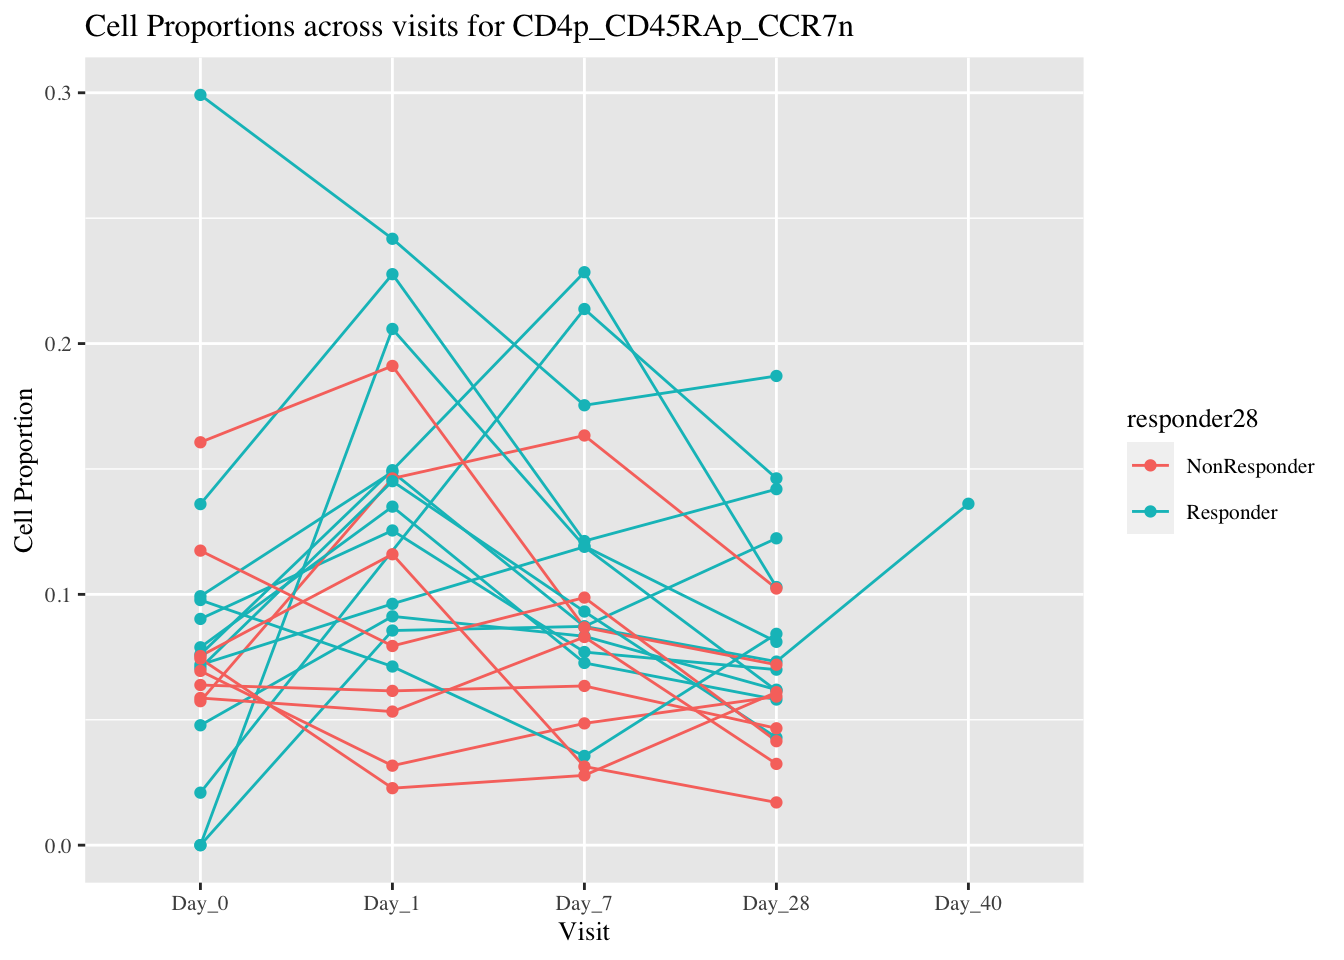 Cell Proportions across visits for CD4p_CD45RAp_CCR7n
0.3
0.2
0.1
0.0
Cell Proportion
Day_0 Day_1 Day_7 Day_28 Day_40
Visit
responder28
NonResponder
Responder